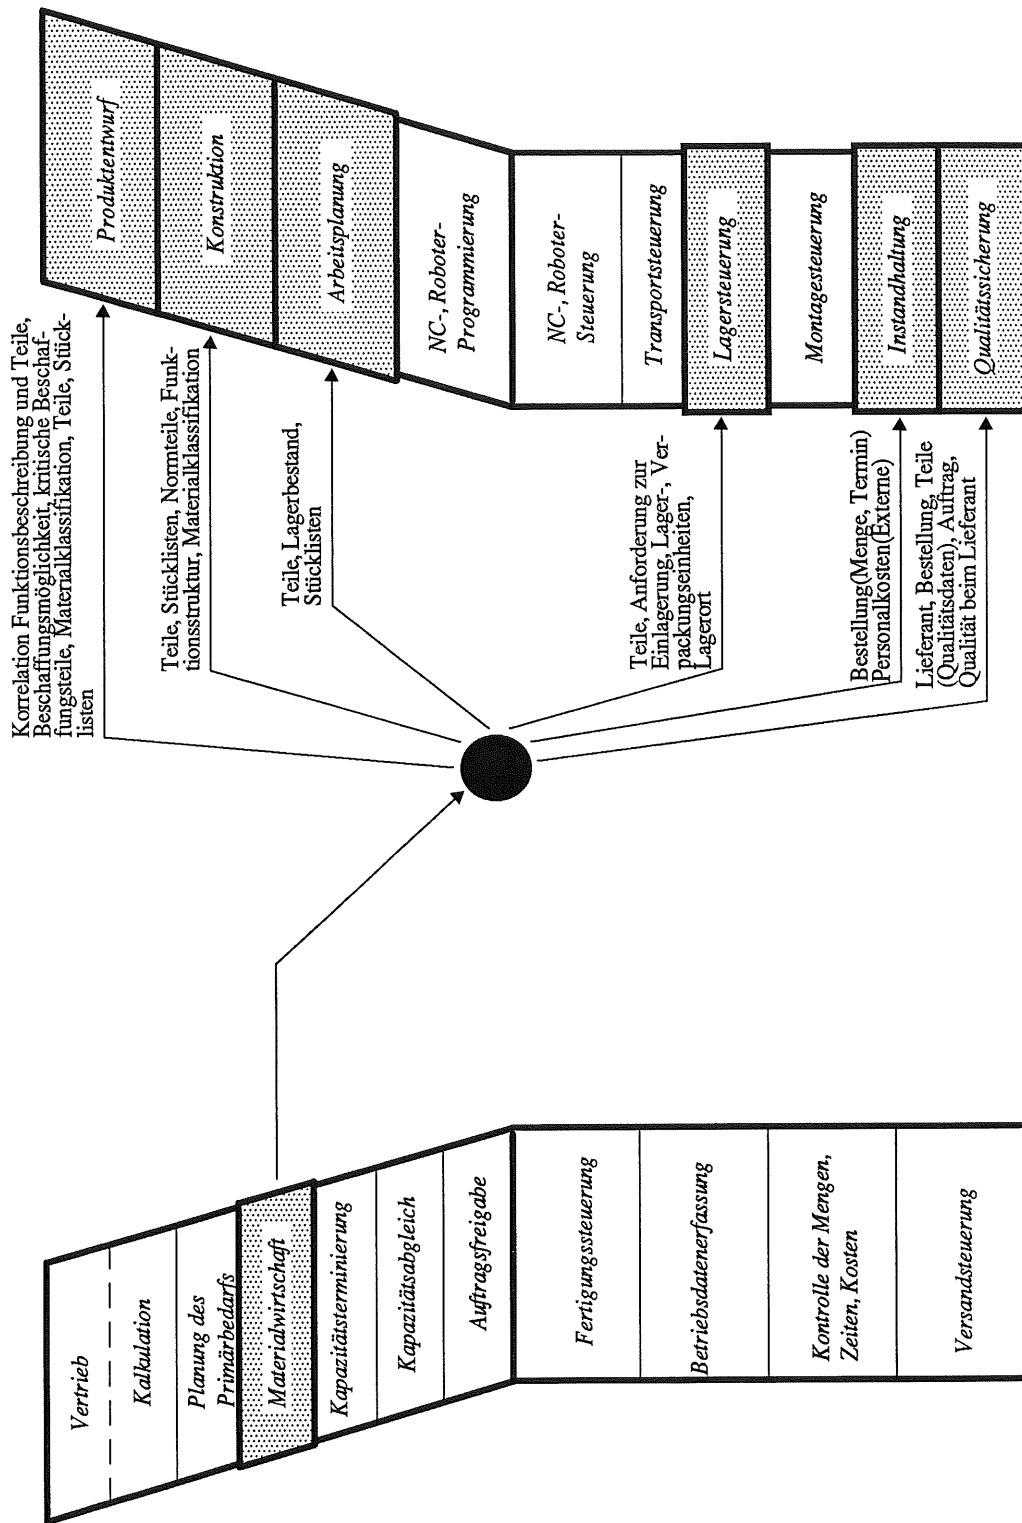 Vertrieb
Kalkulation
Planung des
Primärbedarfs
Materialwirtschaft
Kapazitätsterminierung
Kapazitätsabgleich
Auftragsfreigabe
Fertigungssteuerung
Betriebsdatenerfassung
Kontrolle der Mengen,
Zeiten, Kosten
Versandsteuerung
Korrelation Funktionsbeschreibung und Teile,
Beschaffungsmöglichkeit, kritische Beschaf-
fungsteile, Materialklassifikation, Teile, Stück-
listen
Teile, Stücklisten, Normteile, Funk-
tionsstruktur, Materialklassifikation
Teile, Lagerbestand,
Stücklisten
Teile, Anforderung zur
Einlagerung, Lager-, Ver-
packungseinheiten,
Lagerort
Bestellung(Menge, Termin)
Personalkosten(Externe)
Lieferant, Bestellung, Teile
(Qualitätsdaten), Auftrag,
Qualität beim Lieferant
Produktentwurf
Konstruktion
Arbeitsplanung
NC-, Roboter-
Programmierung
NC-, Roboter-
Steuerung
Transportsteuerung
Lagersteuerung
Montagesteuerung
Instandhaltung
Qualitätssicherung